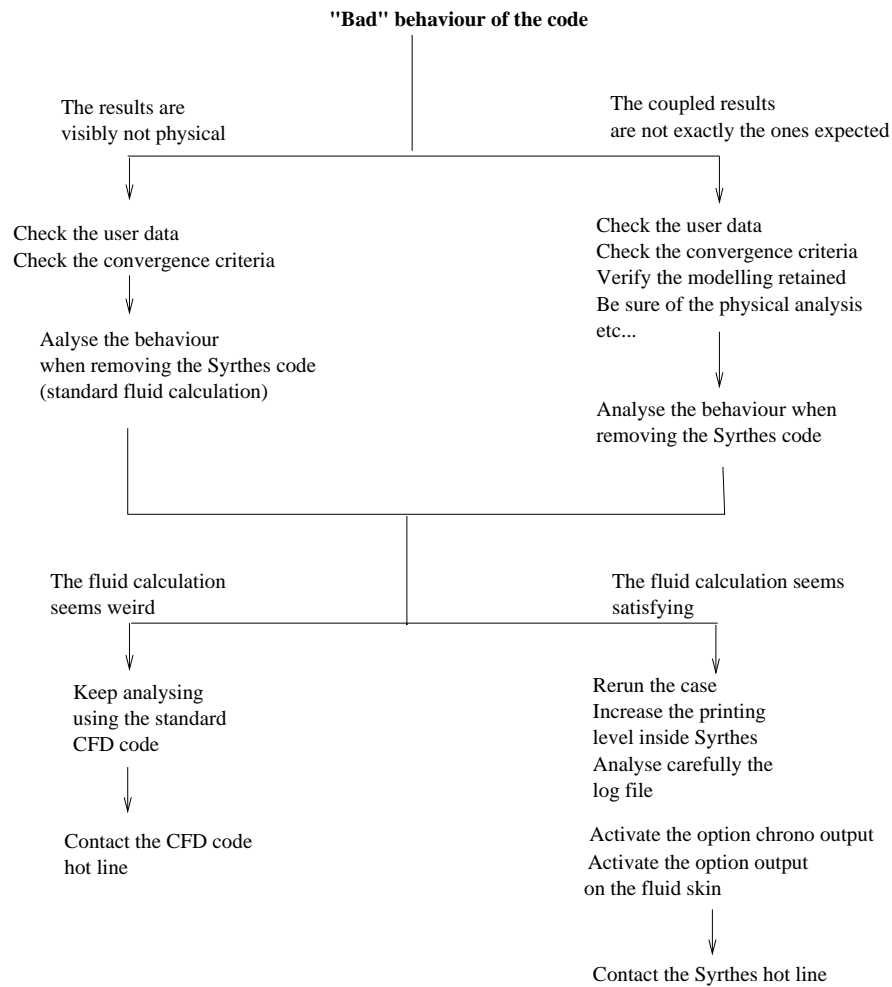 "Bad" behaviour of the code
The results are
visibly not physical
The coupled results
are not exactly the ones expected
Check the user data
Check the convergence criteria
Aalyse the behaviour
when removing the Syrthes code
(standard fluid calculation)
Check the user data
Check the convergence criteria
Verify the modelling retained
Be sure of the physical analysis
etc...
Analyse the behaviour when
removing the Syrthes code
The fluid calculation
seems weird
The fluid calculation seems
satisfying
Keep analysing
using the standard
CFD code
Contact the CFD code
hot line
Rerun the case
Increase the printing
level inside Syrthes
Analyse carefully the
log file
Activate the option chrono output
Activate the option output
on the fluid skin
Contact the Syrthes hot line